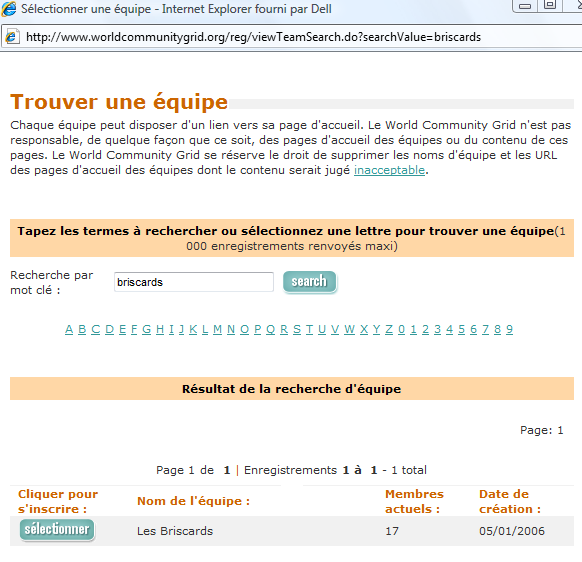 Sélectionner une équipe - Internet Explorer fourni par Dell
http://www.worldcommunitygrid.org/reg/viewTeamSearch.do?searchValue=briscards
Trouver une équipe
Chaque équipe peut disposer d'un lien vers sa page d'accueil. Le World Community Grid n'est pas
responsable, de quelque façon que ce soit, des pages d'accueil des équipes ou du contenu de ces
pages. Le World Community Grid se réserve le droit de supprimer les noms d'équipe et les URL
des pages d'accueil des équipes dont le contenu serait jugé inacceptable.
Tapez les termes à rechercher ou sélectionnez une lettre pour trouver une équipe(1
000 enregistrements renvoyés maxi)
Recherche par
mot clé :
briscards
search
A B C D E F G H I J K L M N O P Q R S T U V W X Y Z 0 1 2 3 4 5 6 7 8 9
Résultat de la recherche d'équipe
Page: 1
Page 1 de 1 | Enregistrements 1 à 1 - 1 total
Cliquer pour
s'inscrire :
Nom de l'équipe :
Membres
actuels :
Date de
création :
sélectionner
Les Briscards
17
05/01/2006